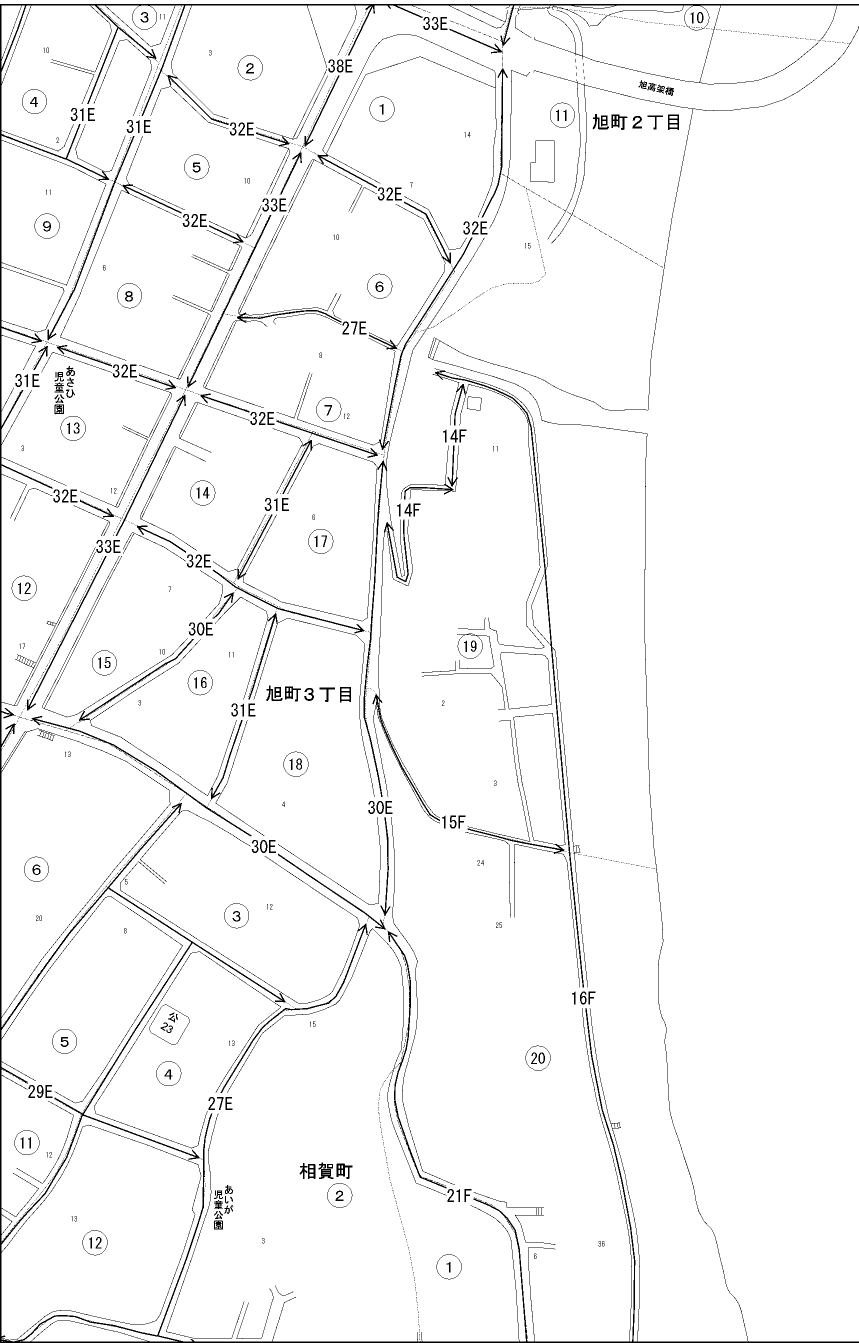 ③
11
33E
⑩
10
3
②
38E
旭高架橋
④
31E
31E
①
⑪
旭町2丁目
32E
14
2
⑤
10
7
11
33E
32E
⑨
32E
32E
10
15
6
⑧
⑥
27E
8
31E
あさひ
児童公園
32E
⑦
12
32E
⑬
14F
3
11
12
⑭
32E
31E
6
14F
33E
⑰
32E
⑫
7
30E
⑲
17
⑮
10
11
⑯
旭町3丁目
3
31E
2
13
⑱
3
4
30E
15F
30E
24
⑥
5
12
③
20
8
25
16F
公
23
15
13
⑤
④
⑳
29E
27E
⑪
12
相賀町
②
あいが
児童公園
21F
13
⑫
3
36
6
①